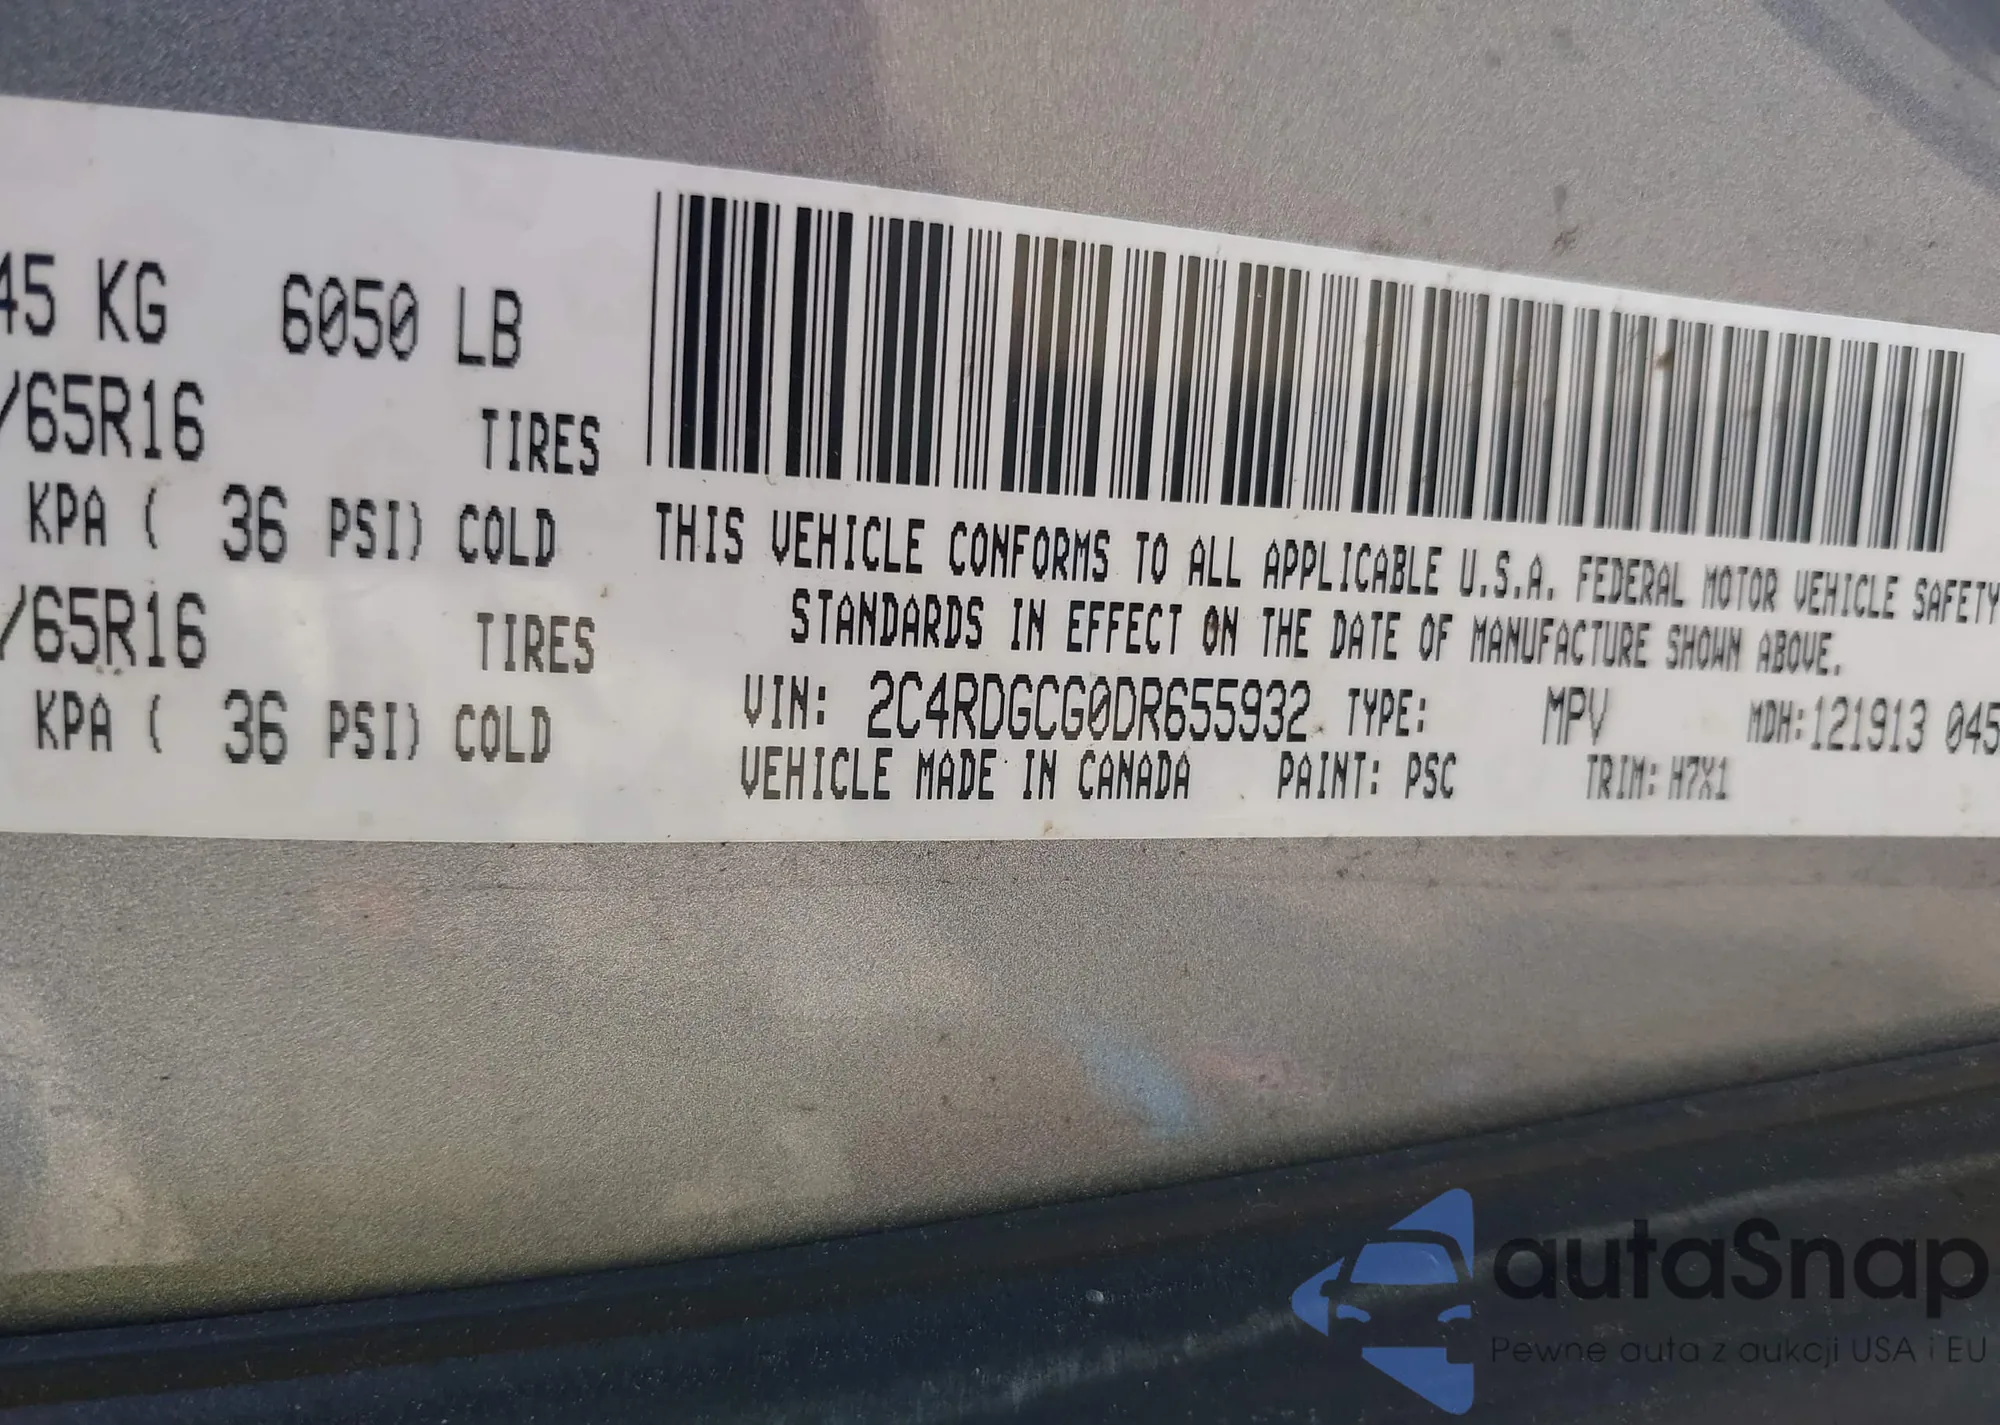 45 KG 6050 LB
/65R16 TIRES
KPA ( 36 PSI) COLD
/65R16 TIRES
KPA ( 36 PSI) COLD
THIS VEHICLE CONFORMS TO ALL APPLICABLE U.S.A. FEDERAL MOTOR VEHICLE SAFETY
STANDARDS IN EFFECT ON THE DATE OF MANUFACTURE SHOWN ABOVE.
VIN: 2C4RDGCG0DR655932 TYPE: MPV MDH:121913 045
VEHICLE MADE IN CANADA PAINT: PSC TRIM: H7X1
autaSnap
Pewne auta z aukcji USA i EU